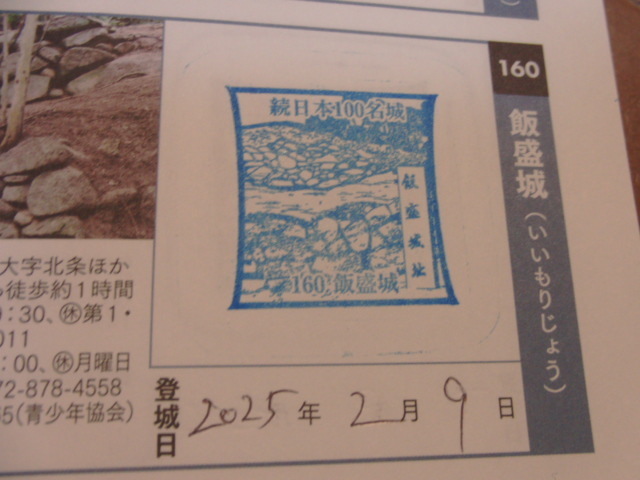 160
飯盛城(いいもりじょう)
続日本100名城
飯盛城址
160 飯盛城
大字北条ほか
徒歩約1時間
:30、㊡第1・
011
:00、㊡月曜日
72-878-4558
55(青少年協会)
登城日 2025年 2月 9日